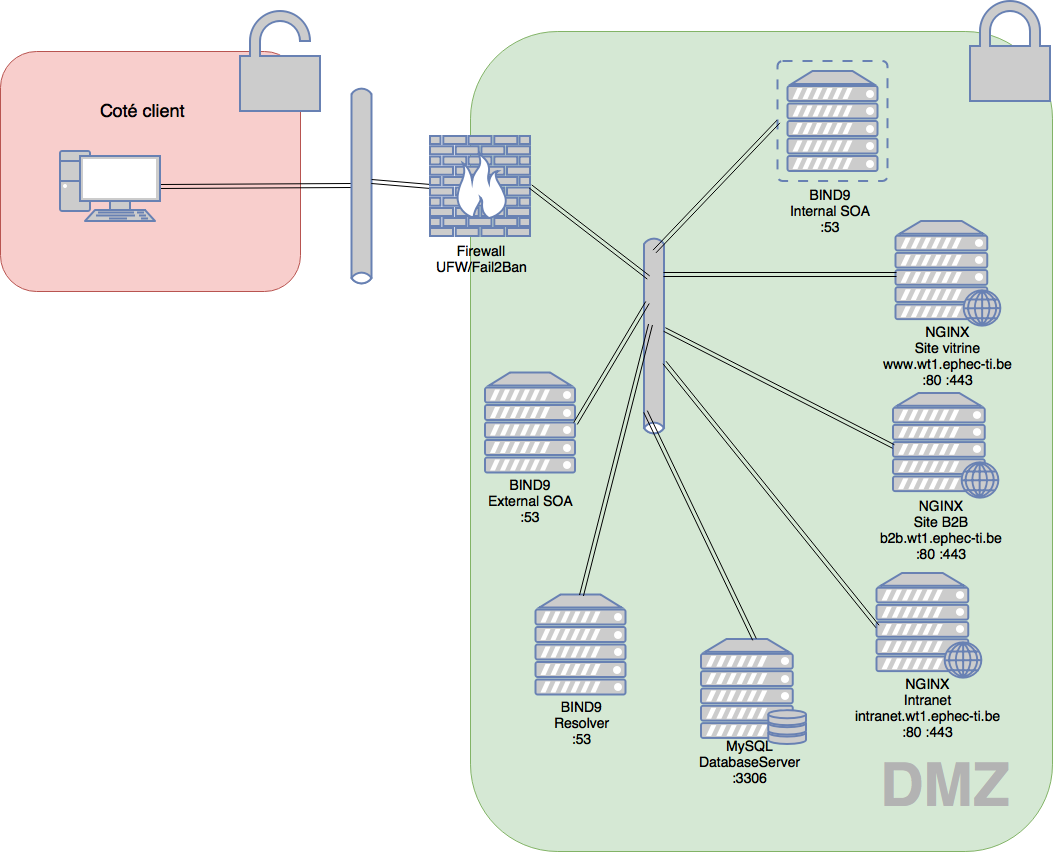 Coté client
Firewall
UFW/Fail2Ban
BIND9
Internal SOA
:53
NGINX
Site vitrine
www.wt1.ephec-ti.be
:80 :443
BIND9
External SOA
:53
NGINX
Site B2B
b2b.wt1.ephec-ti.be
:80 :443
BIND9
Resolver
:53
MySQL
DatabaseServer
:3306
NGINX
Intranet
intranet.wt1.ephec-ti.be
:80 :443
DMZ